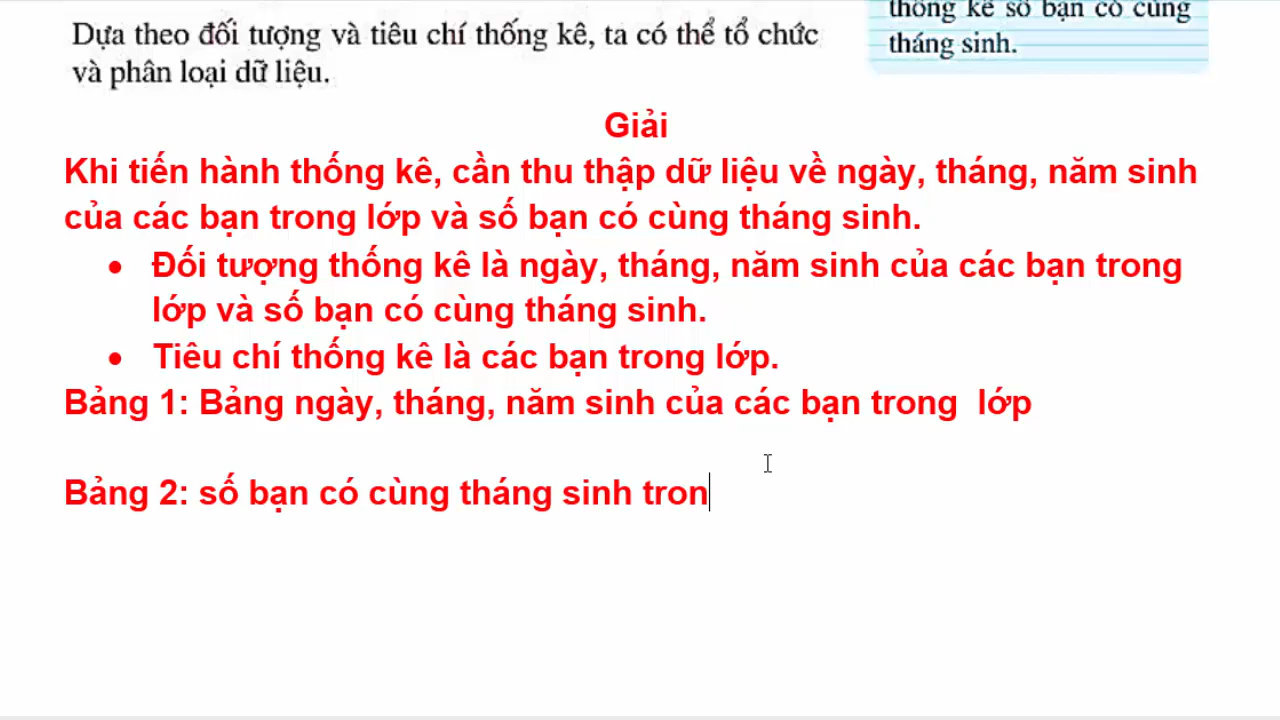 thống kê số bạn có cùng
Dựa theo đối tượng và tiêu chí thống kê, ta có thể tổ chức
tháng sinh.
và phân loại dữ liệu.
Giải
Khi tiến hành thống kê, cần thu thập dữ liệu về ngày, tháng, năm sinh
của các bạn trong lớp và số bạn có cùng tháng sinh.
• Đối tượng thống kê là ngày, tháng, năm sinh của các bạn trong
lớp và số bạn có cùng tháng sinh.
• Tiêu chí thống kê là các bạn trong lớp.
Bảng 1: Bảng ngày, tháng, năm sinh của các bạn trong  lớp
Bảng 2: số bạn có cùng tháng sinh tron